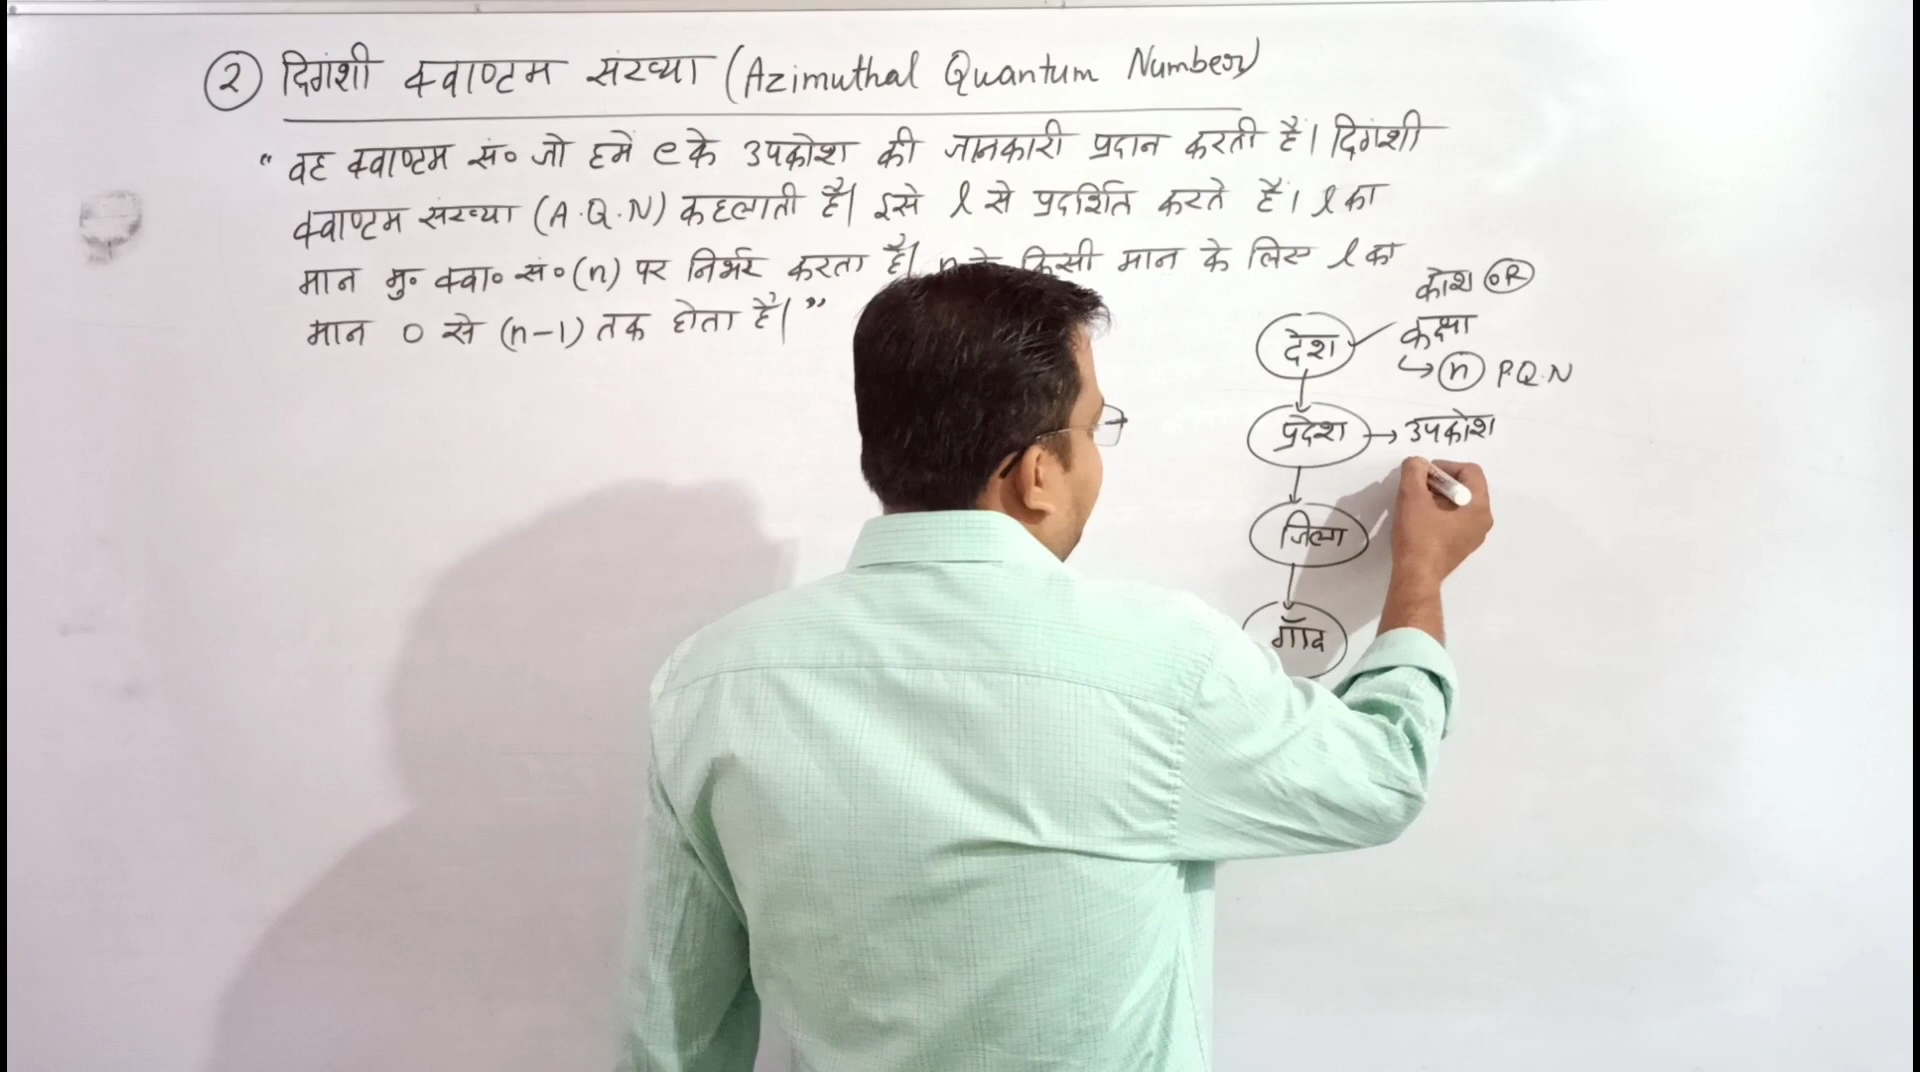 ② दिगंशी क्वाण्टम संख्या (Azimuthal Quantum Number)
" वह क्वाण्टम सं० जो हमें e के उपकोश की जानकारी प्रदान करती है। दिगंशी
क्वाण्टम संख्या (A.Q.N) कहलाती है। इसे l से प्रदर्शित करते हैं। l का
मान मु० क्वा० सं० (n) पर निर्भर करता है। n के किसी मान के लिए l का
मान 0 से (n-1) तक होता है।"
कोश OR
देश
कक्षा
↳ n P.Q.N
प्रदेश → उपकोश
जिला
गाँव